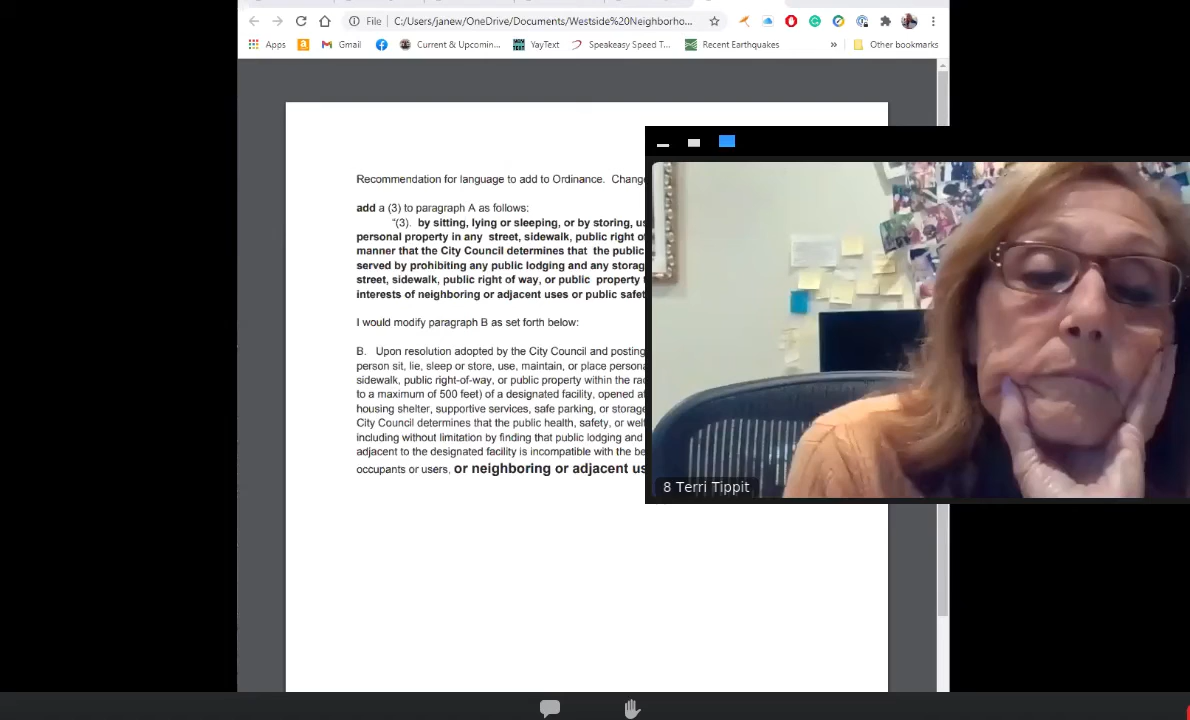 File C:/Users/janew/OneDrive/Documents/Westside%20Neighborho...
Apps Gmail Current & Upcomin... YayText Speakeasy Speed T... Recent Earthquakes » Other bookmarks
Recommendation for language to add to Ordinance. Change
add a (3) to paragraph A as follows:
"(3). by sitting, lying or sleeping, or by storing, us
personal property in any street, sidewalk, public right of
manner that the City Council determines that the public
served by prohibiting any public lodging and any storag
street, sidewalk, public right of way, or public property
interests of neighboring or adjacent uses or public safet
I would modify paragraph B as set forth below:
B. Upon resolution adopted by the City Council and posting
person sit, lie, sleep or store, use, maintain, or place persona
sidewalk, public right-of-way, or public property within the rad
to a maximum of 500 feet) of a designated facility, opened af
housing shelter, supportive services, safe parking, or storage
City Council determines that the public health, safety, or welf
including without limitation by finding that public lodging and
adjacent to the designated facility is incompatible with the be
occupants or users, or neighboring or adjacent us
8 Terri Tippit